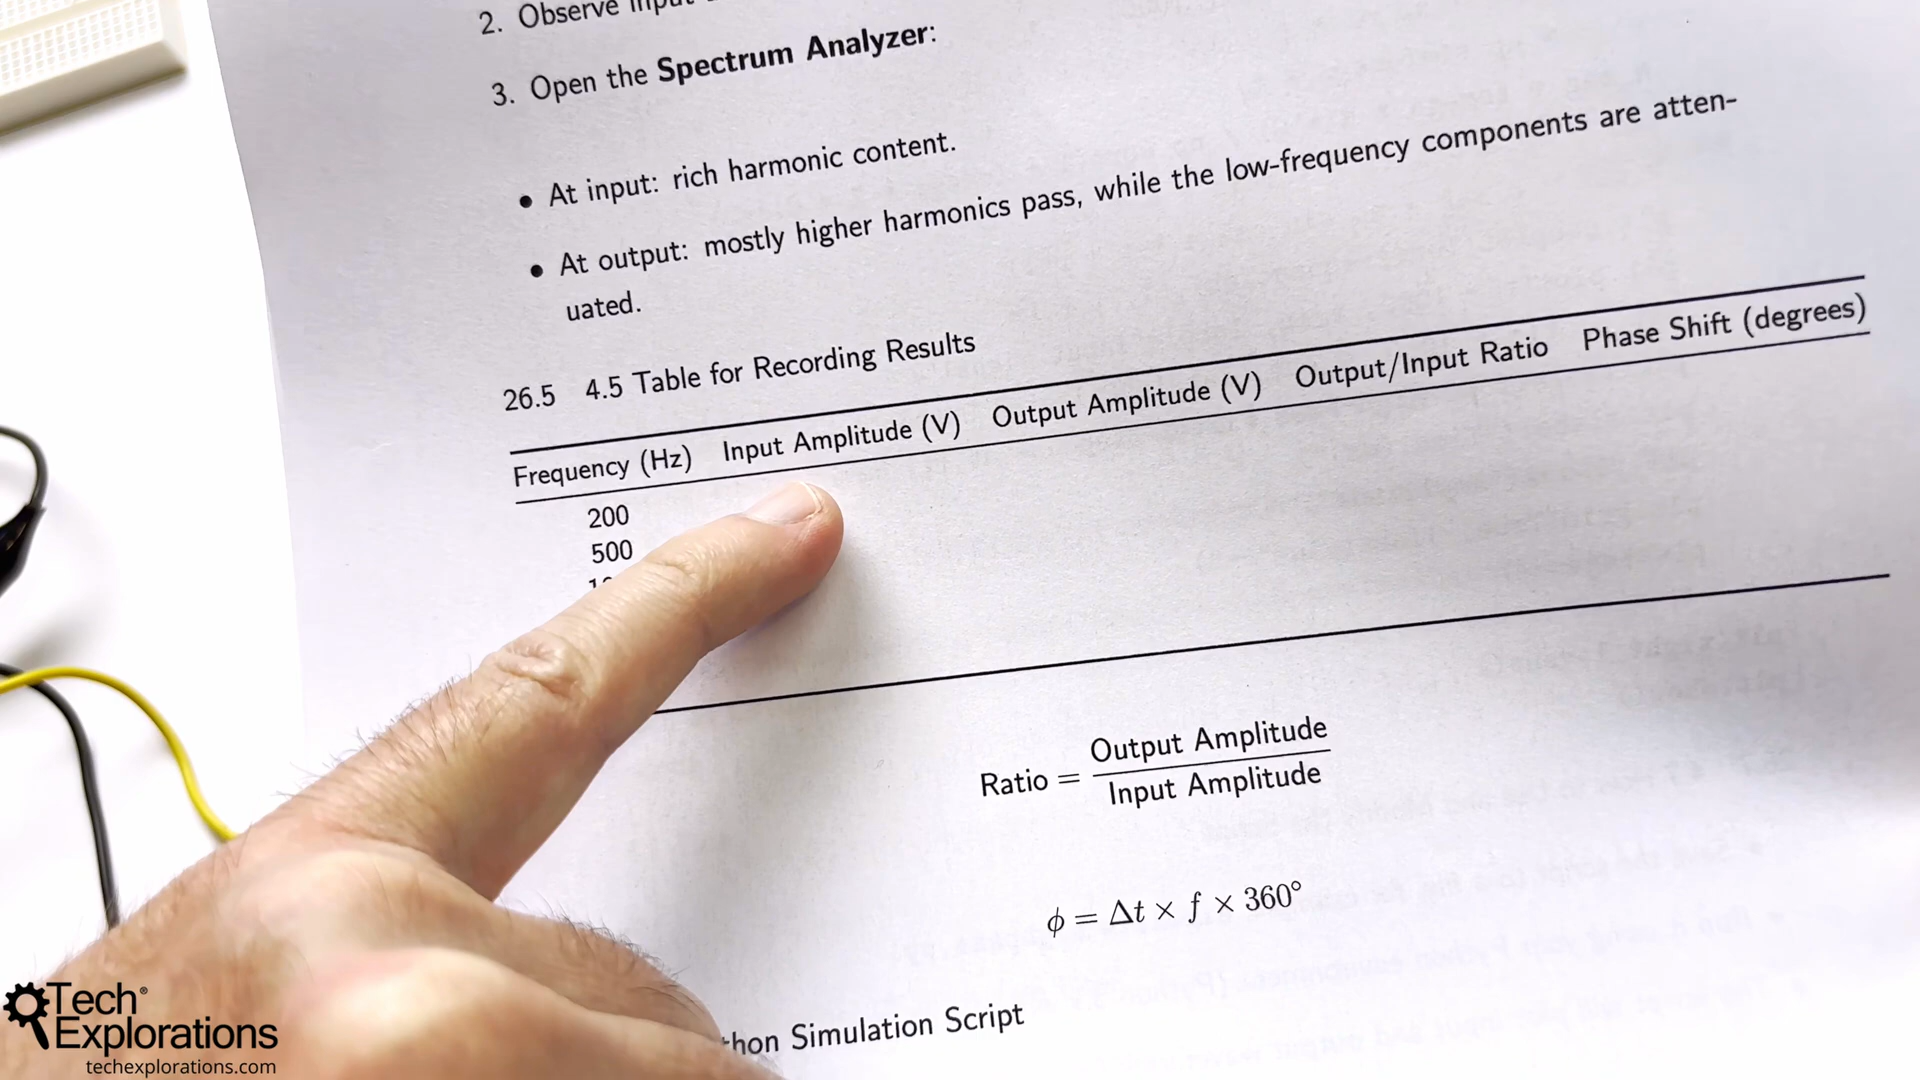 2. Observe
3. Open the Spectrum Analyzer:
• At input: rich harmonic content.
• At output: mostly higher harmonics pass, while the low-frequency components are atten-
uated.
26.5 4.5 Table for Recording Results
Frequency (Hz) Input Amplitude (V) Output Amplitude (V) Output/Input Ratio Phase Shift (degrees)
200
500
Ratio = Output Amplitude / Input Amplitude
ϕ = Δt × f × 360°
Simulation Script
Tech®
Explorations
techexplorations.com